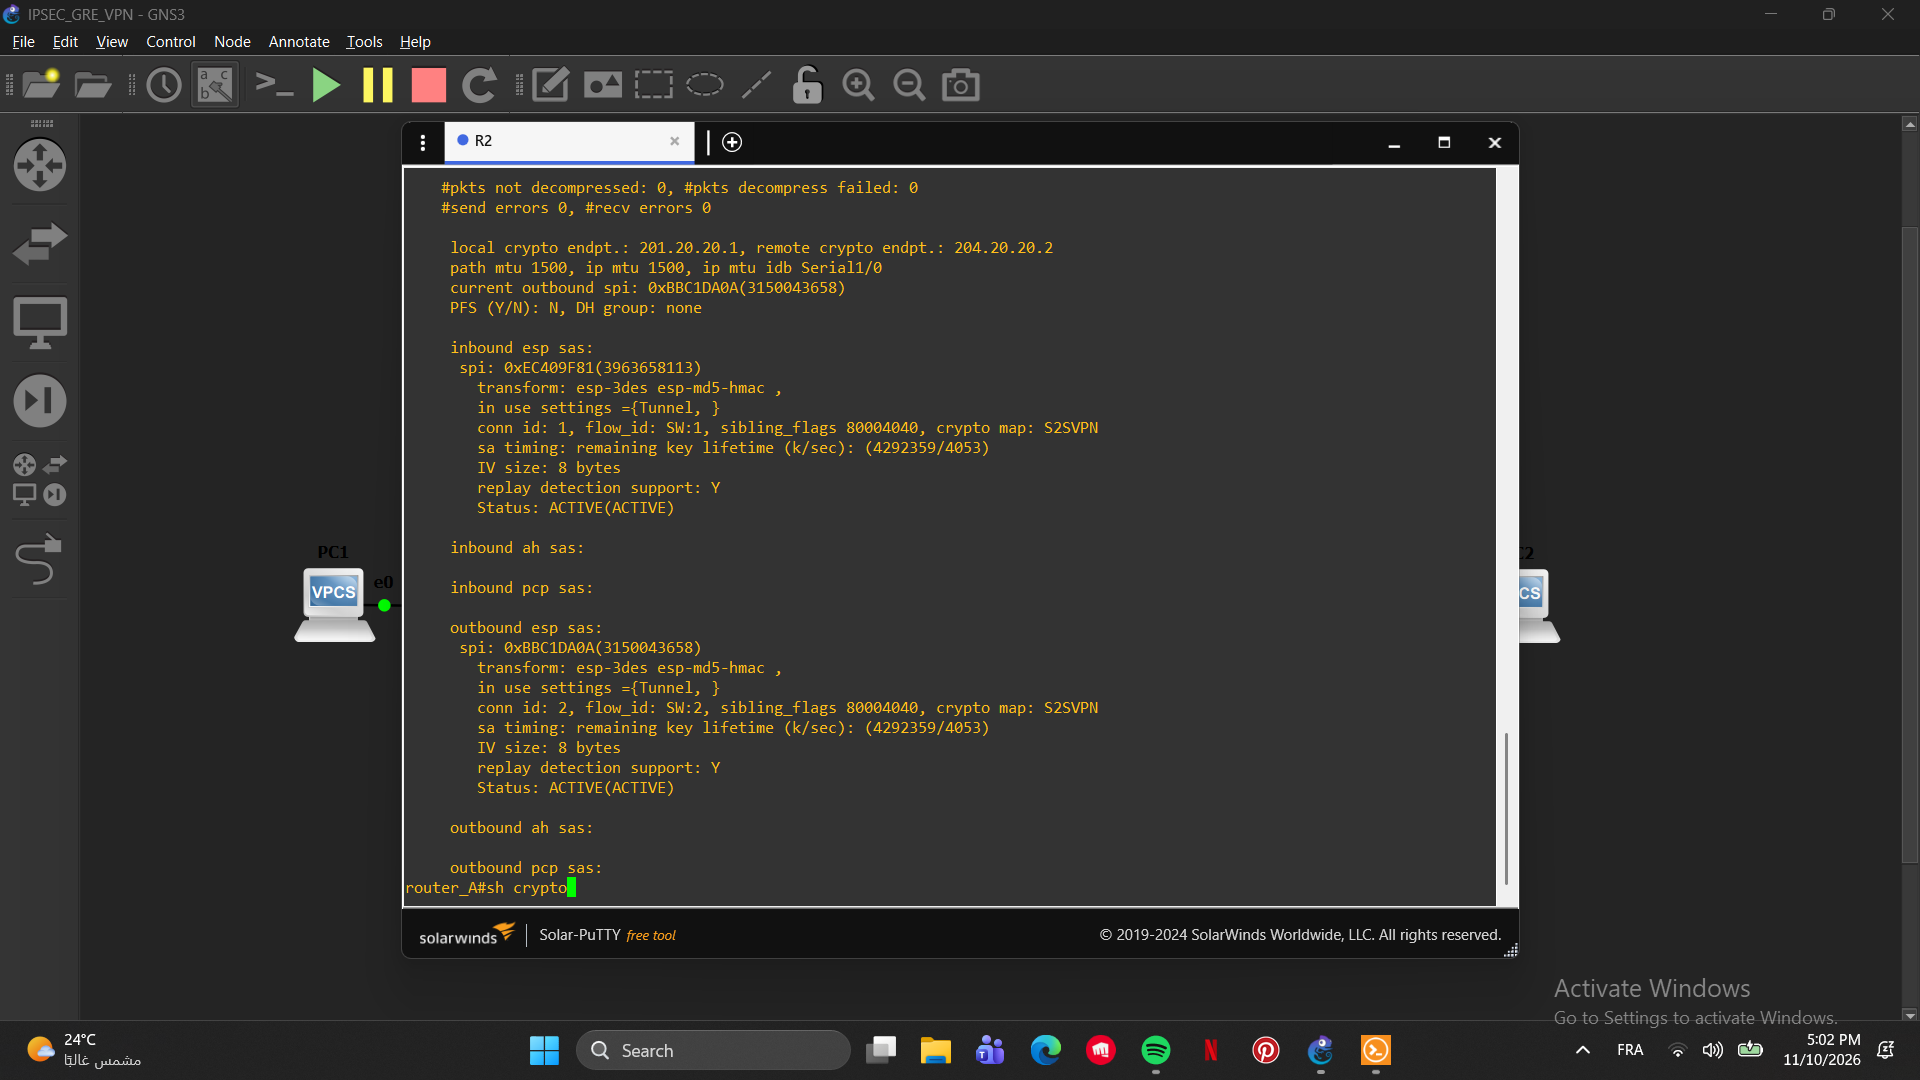 IPSEC_GRE_VPN - GNS3
File Edit View Control Node Annotate Tools Help
R2
#pkts not decompressed: 0, #pkts decompress failed: 0
#send errors 0, #recv errors 0
local crypto endpt.: 201.20.20.1, remote crypto endpt.: 204.20.20.2
path mtu 1500, ip mtu 1500, ip mtu idb Serial1/0
current outbound spi: 0xBBC1DA0A(3150043658)
PFS (Y/N): N, DH group: none
inbound esp sas:
spi: 0xEC409F81(3963658113)
transform: esp-3des esp-md5-hmac ,
in use settings ={Tunnel, }
conn id: 1, flow_id: SW:1, sibling_flags 80004040, crypto map: S2SVPN
sa timing: remaining key lifetime (k/sec): (4292359/4053)
IV size: 8 bytes
replay detection support: Y
Status: ACTIVE(ACTIVE)
inbound ah sas:
inbound pcp sas:
outbound esp sas:
spi: 0xBBC1DA0A(3150043658)
transform: esp-3des esp-md5-hmac ,
in use settings ={Tunnel, }
conn id: 2, flow_id: SW:2, sibling_flags 80004040, crypto map: S2SVPN
sa timing: remaining key lifetime (k/sec): (4292359/4053)
IV size: 8 bytes
replay detection support: Y
Status: ACTIVE(ACTIVE)
outbound ah sas:
outbound pcp sas:
router_A#sh crypto
PC1
e0
VPCS
C2
CS
solarwinds Solar-PuTTY free tool
© 2019-2024 SolarWinds Worldwide, LLC. All rights reserved.
Activate Windows
Go to Settings to activate Windows.
24°C
مشمس غالبًا
Search
FRA
5:02 PM
11/10/2026